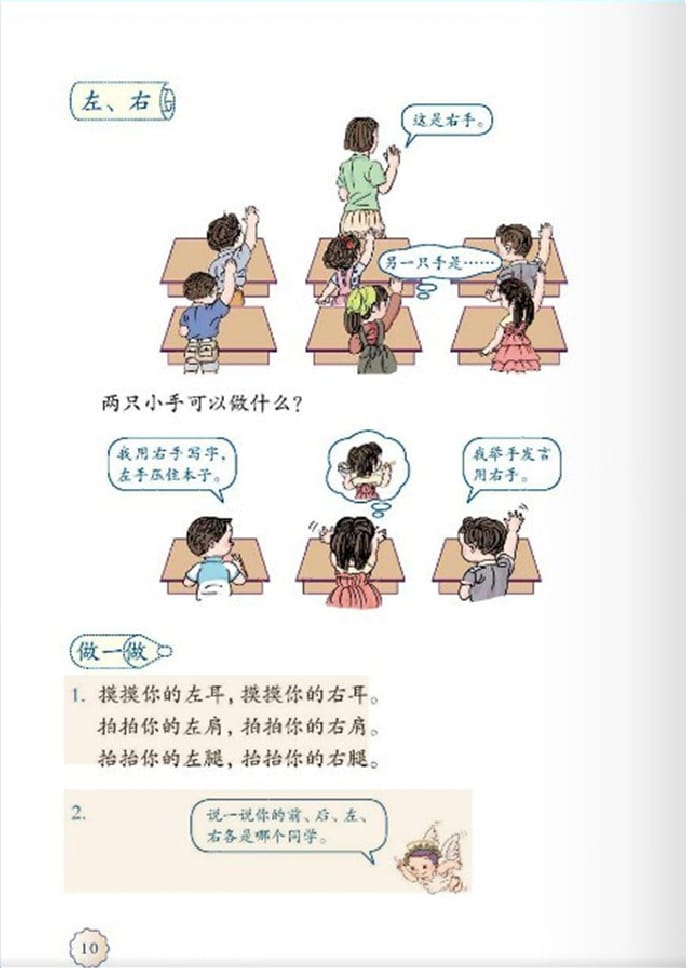 左、右
这是右手。
另一只手是……
两只小手可以做什么?
我用右手写字,
左手压住本子。
我举手发言
用右手。
做一做
1. 摸摸你的左耳,摸摸你的右耳。
拍拍你的左肩,拍拍你的右肩。
抬抬你的左腿,抬抬你的右腿。
2.
说一说你的前、后、左、
右各是哪个同学。
10